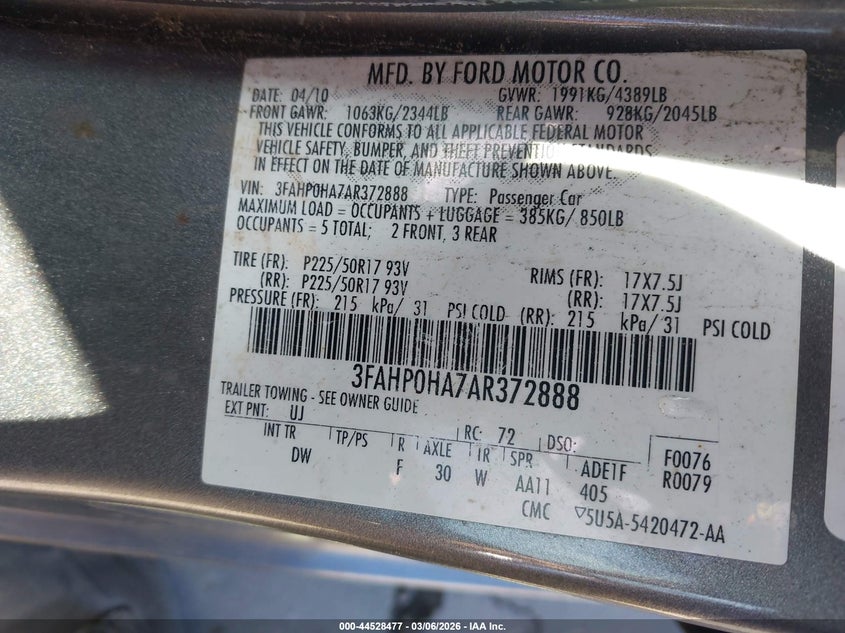 MFD. BY FORD MOTOR CO.
DATE: 04/10 GVWR: 1991KG/4389LB
FRONT GAWR: 1063KG/2344LB REAR GAWR: 928KG/2045LB
THIS VEHICLE CONFORMS TO ALL APPLICABLE FEDERAL MOTOR
VEHICLE SAFETY, BUMPER, AND THEFT PREVENTION STANDARDS
IN EFFECT ON THE DATE OF MANUFACTURE SHOWN ABOVE.
VIN: 3FAHP0HA7AR372888 TYPE: Passenger Car
MAXIMUM LOAD = OCCUPANTS + LUGGAGE = 385KG/ 850LB
OCCUPANTS = 5 TOTAL; 2 FRONT, 3 REAR
TIRE (FR): P225/50R17 93V RIMS (FR): 17X7.5J
(RR): P225/50R17 93V (RR): 17X7.5J
PRESSURE (FR): 215 kPa/ 31 PSI COLD (RR): 215 kPa/ 31 PSI COLD
3FAHP0HA7AR372888
TRAILER TOWING - SEE OWNER GUIDE
EXT PNT: UJ RC: 72 DSO: F0076
INT TR TP/PS R AXLE TR SPR ADE1F R0079
DW F 30 W AA11 405
CMC ▽5U5A-5420472-AA
000-44528477 - 03/06/2026 - IAA Inc.